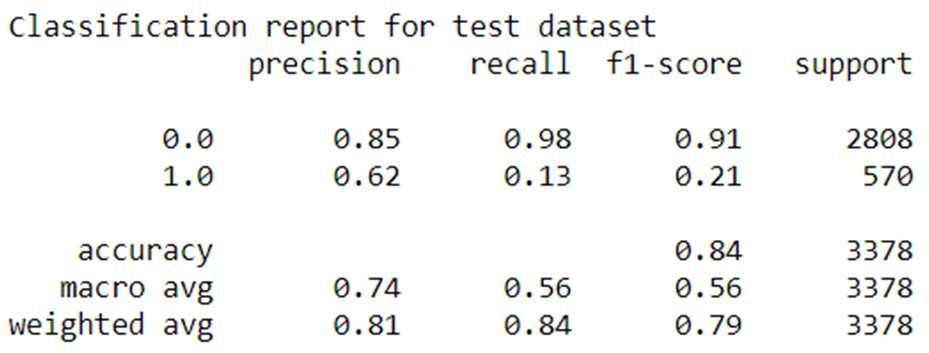 Classification report for test dataset
precision recall f1-score support
0.0 0.85 0.98 0.91 2808
1.0 0.62 0.13 0.21 570
accuracy 0.84 3378
macro avg 0.74 0.56 0.56 3378
weighted avg 0.81 0.84 0.79 3378